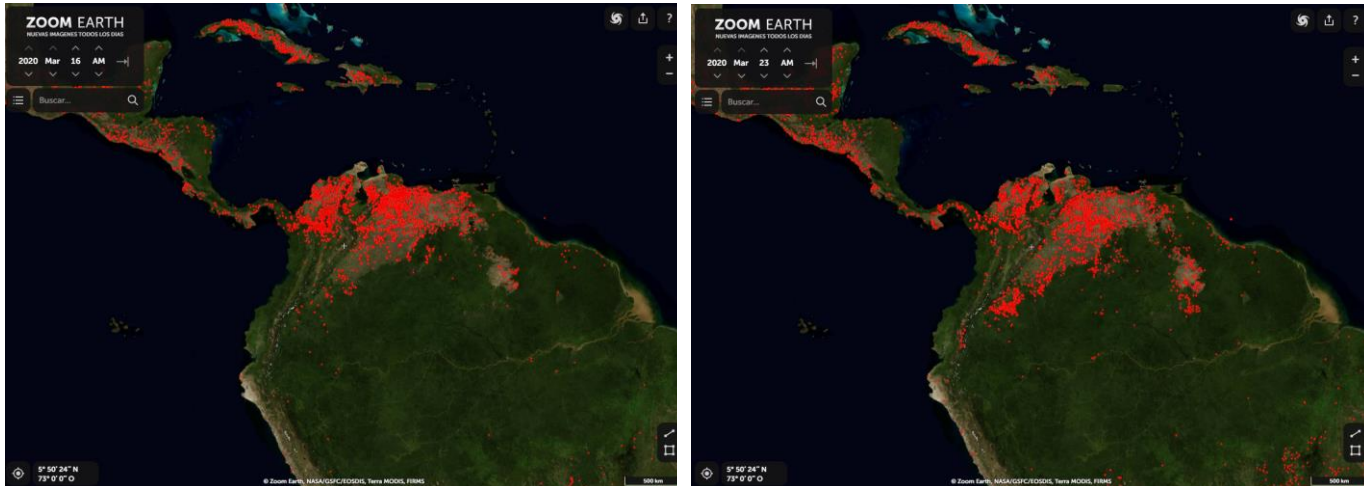 ZOOM EARTH
NUEVAS IMÁGENES TODOS LOS DÍAS
2020 Mar 16 AM
Buscar...
5° 50' 24" N
73° 0' 0" O
© Zoom Earth, NASA/GSFC/EOSDIS, Terra MODIS, FIRMS
500 km
ZOOM EARTH
NUEVAS IMÁGENES TODOS LOS DÍAS
2020 Mar 23 AM
Buscar...
5° 50' 24" N
73° 0' 0" O
© Zoom Earth, NASA/GSFC/EOSDIS, Terra MODIS, FIRMS
500 km